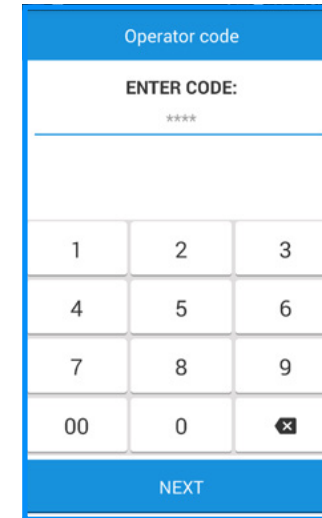 Operator code
ENTER CODE:
****
1 2 3
4 5 6
7 8 9
00 0
NEXT